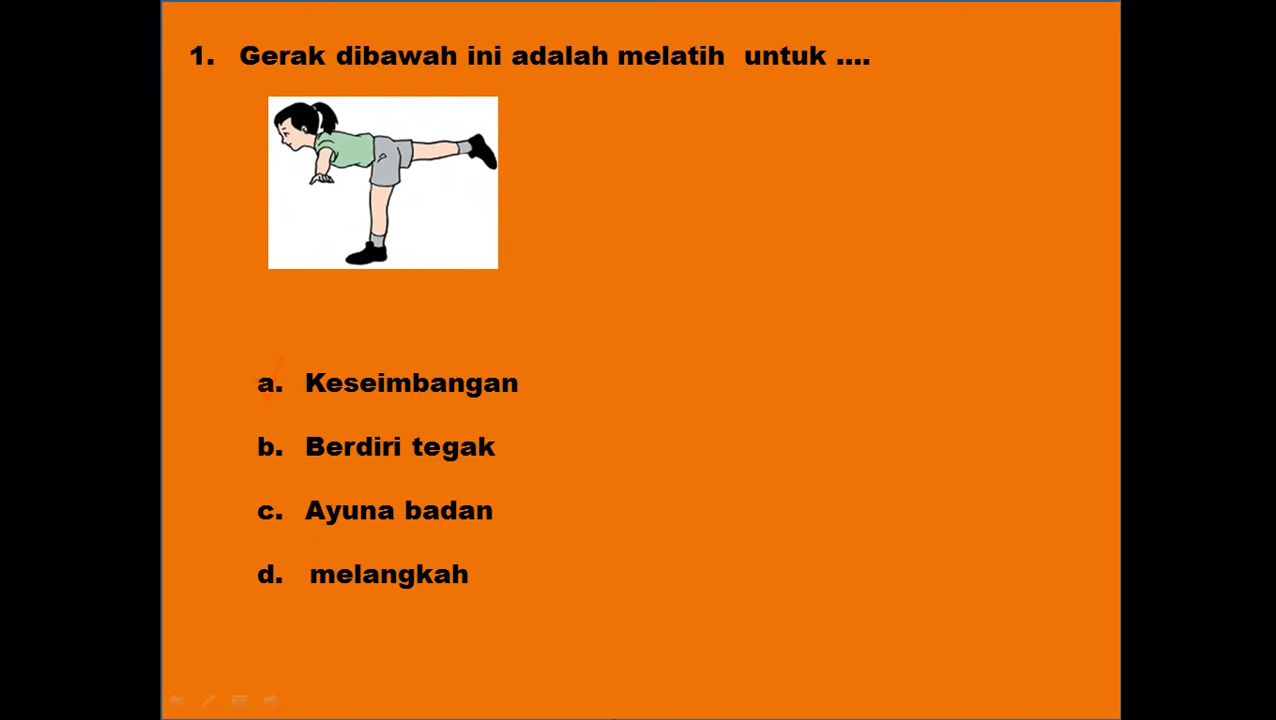 1. Gerak dibawah ini adalah melatih untuk ....
a. Keseimbangan
b. Berdiri tegak
c. Ayuna badan
d. melangkah